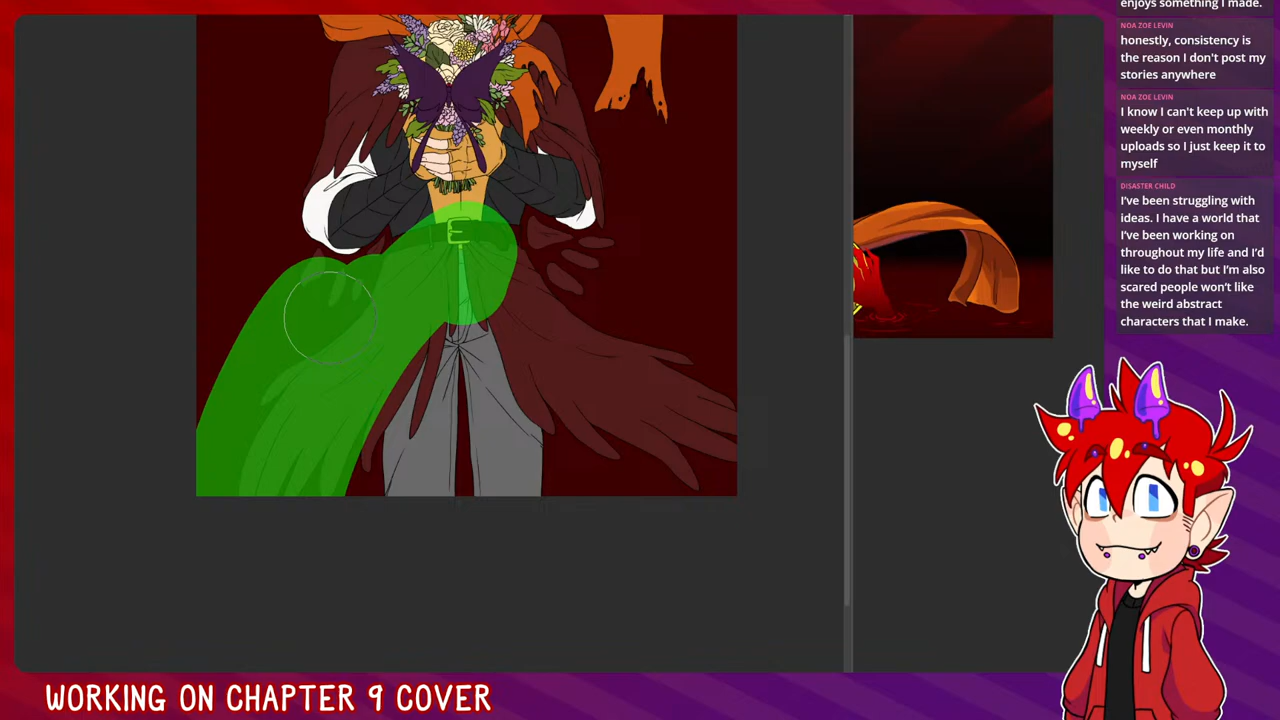 enjoys something I made.
NOA ZOE LEVIN
honestly, consistency is
the reason I don't post my
stories anywhere
NOA ZOE LEVIN
I know I can't keep up with
weekly or even monthly
uploads so I just keep it to
myself
DISASTER CHILD
I've been struggling with
ideas. I have a world that
I've been working on
throughout my life and I'd
like to do that but I'm also
scared people won't like
the weird abstract
characters that I make.
WORKING ON CHAPTER 9 COVER